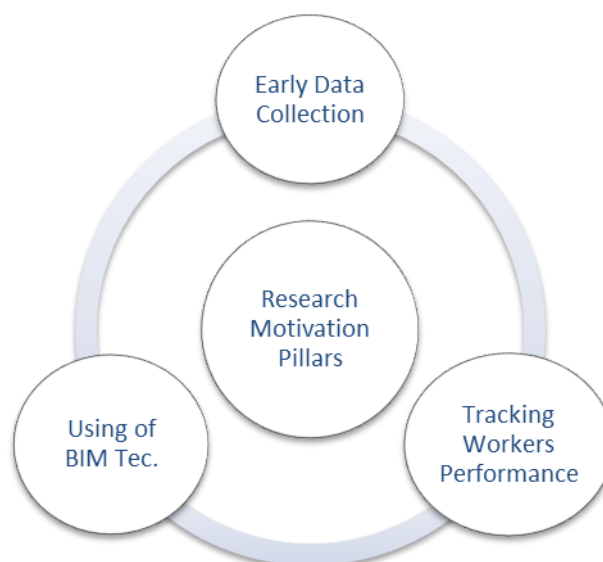 Early Data
Collection
Research
Motivation
Pillars
Using of
BIM Tec.
Tracking
Workers
Performance